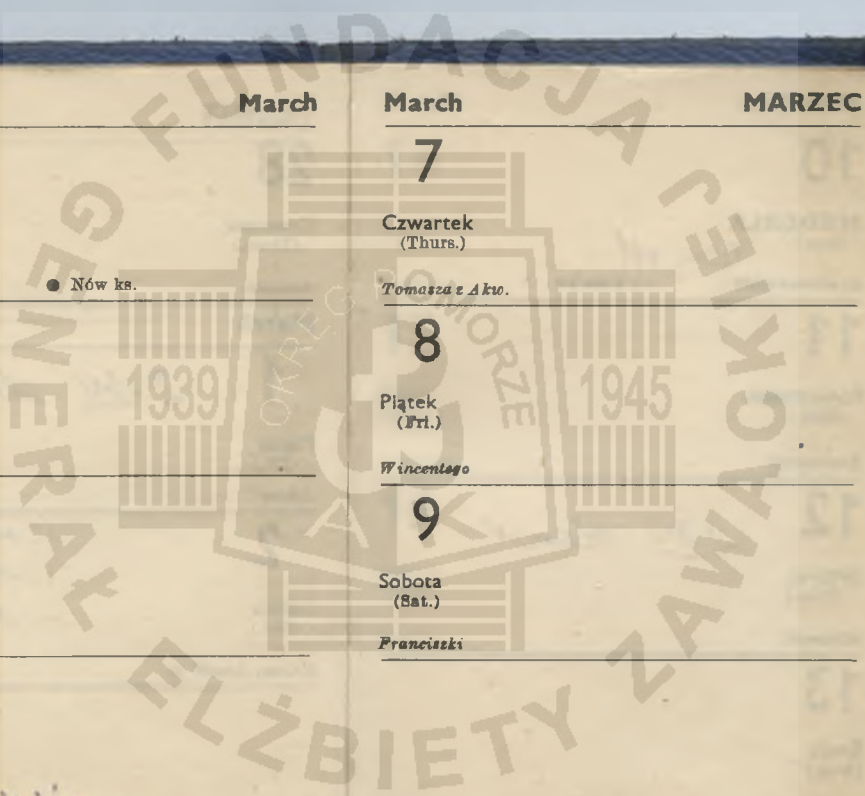 March
● Nów ks.
March MARZEC
7
Czwartek
(Thurs.)
Tomasza z Akw.
8
Piątek
(Fri.)
Wincentego
9
Sobota
(Sat.)
Franciszki
FUNDACJA
GENERAŁ ELŻBIETY ZAWACKIEJ
OKRĘG POMORZE
1939
1945
AK